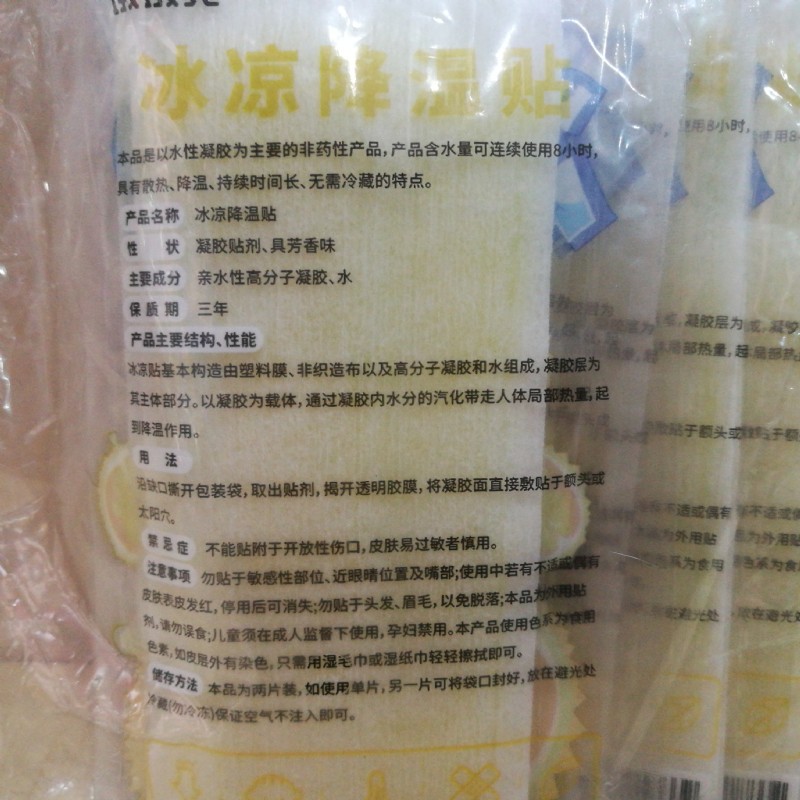 冰凉降温贴
本品是以水性凝胶为主要的非药性产品,产品含水量可连续使用8小时,
具有散热、降温、持续时间长、无需冷藏的特点。
产品名称 冰凉降温贴
性 状 凝胶贴剂、具芳香味
主要成分 亲水性高分子凝胶、水
保质期 三年
产品主要结构、性能
冰凉贴基本构造由塑料膜、非织造布以及高分子凝胶和水组成,凝胶层为
其主体部分。以凝胶为载体,通过凝胶内水分的汽化带走人体局部热量,起
到降温作用。
用 法
沿缺口撕开包装袋,取出贴剂,揭开透明胶膜,将凝胶面直接敷贴于额头或
太阳穴。
禁忌症 不能贴附于开放性伤口,皮肤易过敏者慎用。
注意事项 勿贴于敏感性部位、近眼睛位置及嘴部;使用中若有不适或偶有
皮肤表皮发红,停用后可消失;勿贴于头发、眉毛,以免脱落;本品为外用贴
剂,请勿误食;儿童须在成人监督下使用,孕妇禁用。本产品使用色系为食用
色素,如皮层外有染色,只需用湿毛巾或湿纸巾轻轻擦拭即可。
储存方法 本品为两片装,如使用单片,另一片可将袋口封好,放在避光处
冷藏(勿冷冻)保证空气不注入即可。